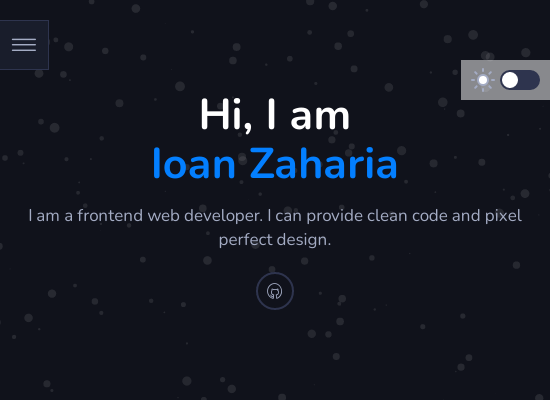 Hi, I am
Ioan Zaharia
I am a frontend web developer. I can provide clean code and pixel
perfect design.